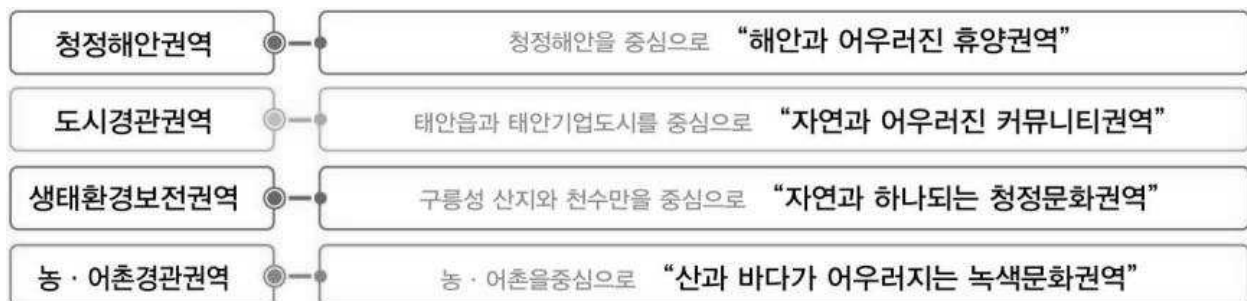 청정해안권역 청정해안을 중심으로 “해안과 어우러진 휴양권역”
도시경관권역 태안읍과 태안기업도시를 중심으로 “자연과 어우러진 커뮤니티권역”
생태환경보전권역 구릉성 산지와 천수만을 중심으로 “자연과 하나되는 청정문화권역”
농 · 어촌경관권역 농 · 어촌을중심으로 “산과 바다가 어우러지는 녹색문화권역”